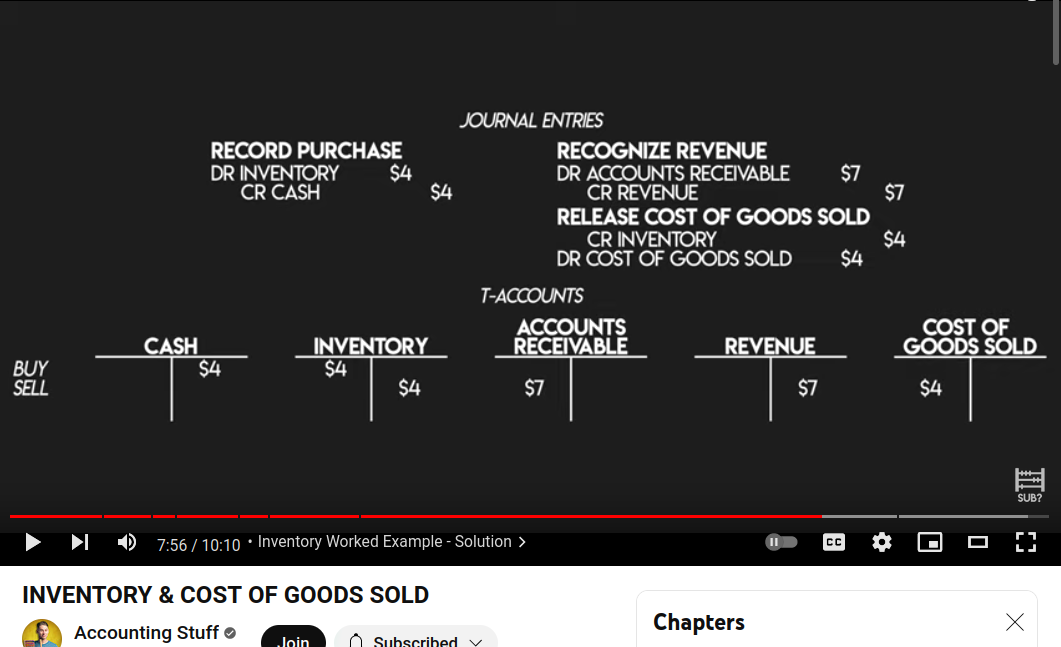 JOURNAL ENTRIES
RECORD PURCHASE
DR INVENTORY $4
CR CASH $4
RECOGNIZE REVENUE
DR ACCOUNTS RECEIVABLE $7
CR REVENUE $7
RELEASE COST OF GOODS SOLD
CR INVENTORY $4
DR COST OF GOODS SOLD $4
T-ACCOUNTS
CASH INVENTORY ACCOUNTS RECEIVABLE REVENUE COST OF GOODS SOLD
BUY $4 $4
SELL $4 $7 $7 $4
SUB?
7:56 / 10:10 • Inventory Worked Example - Solution
CC
INVENTORY & COST OF GOODS SOLD
Accounting Stuff
Join
Subscribed
Chapters